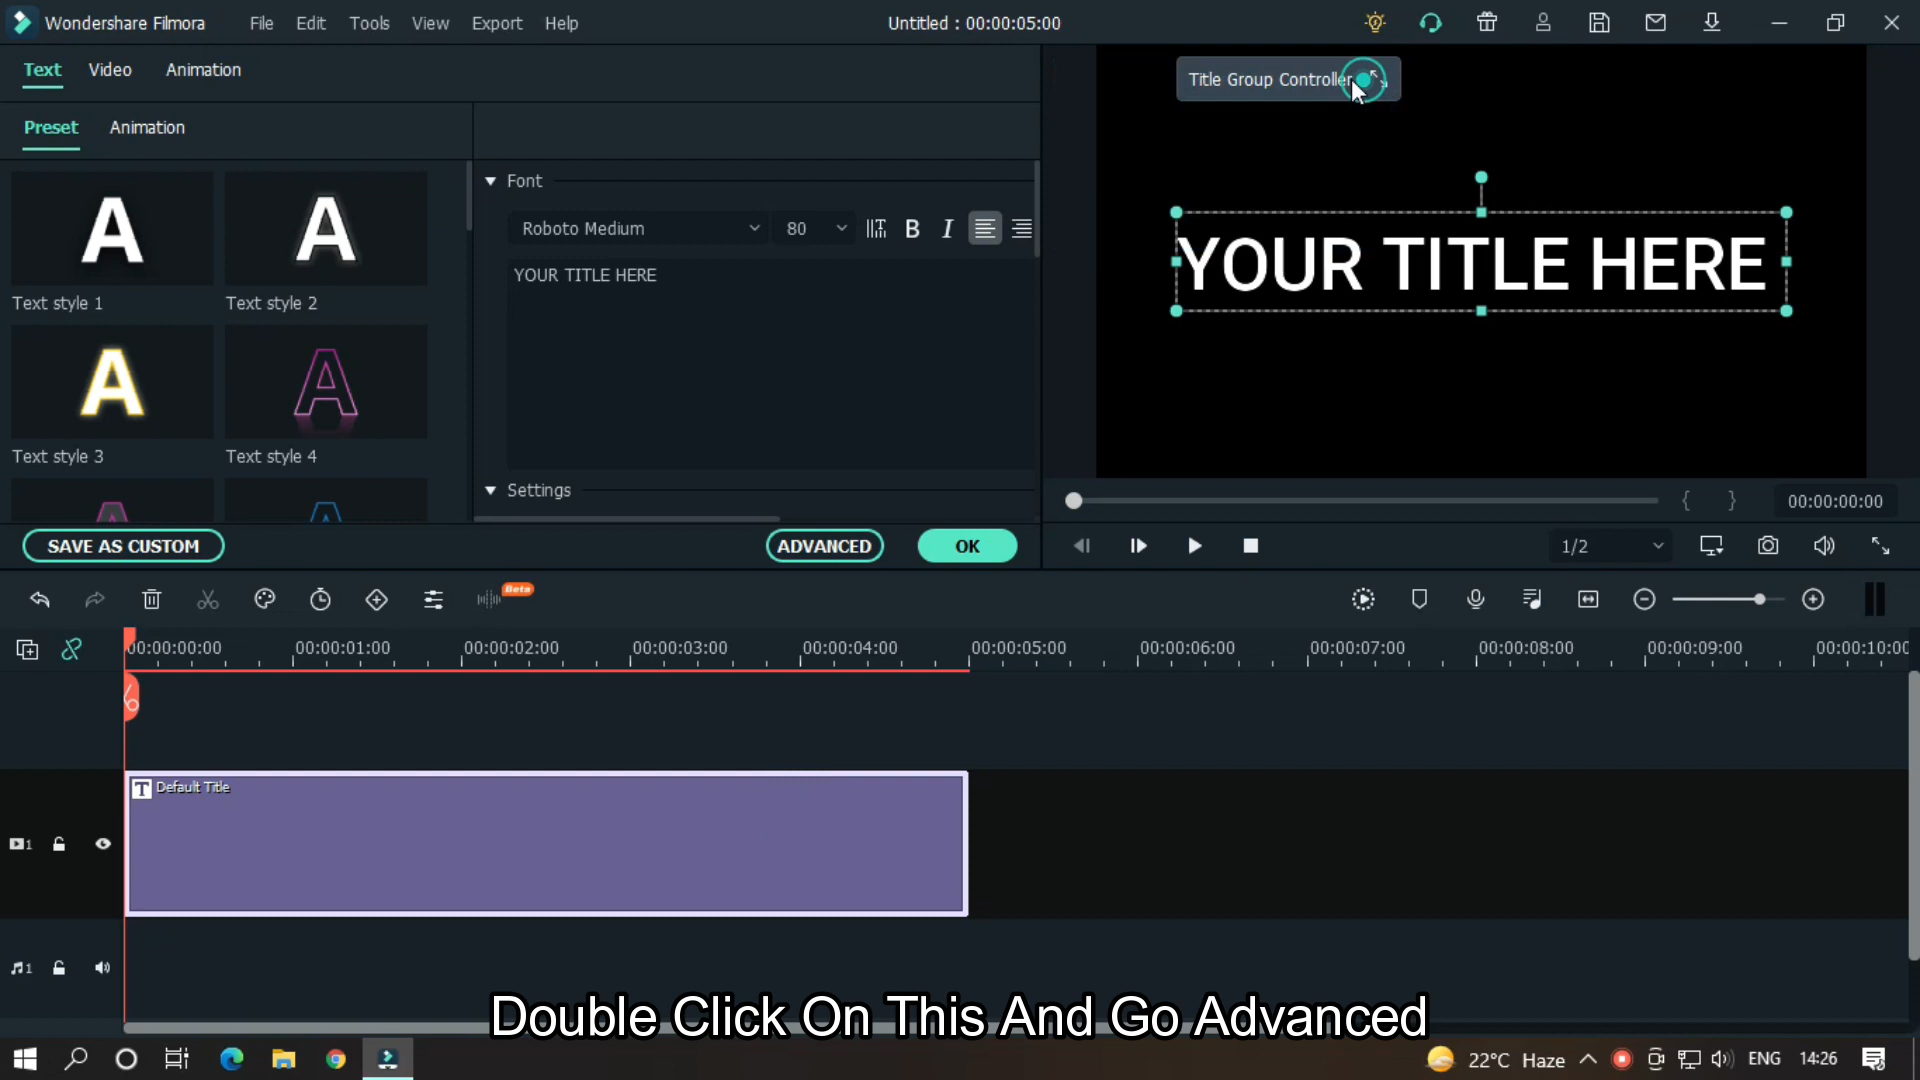 Wondershare Filmora File Edit Tools View Export Help Untitled : 00:00:05:00
Text Video Animation
Preset Animation
Title Group Controller
Font
Roboto Medium 80 B I
YOUR TITLE HERE
YOUR TITLE HERE
A A
Text style 1 Text style 2
A A
Text style 3 Text style 4
Settings
{ } 00:00:00:00
SAVE AS CUSTOM ADVANCED OK
1/2
Beta
00:00:00:00 00:00:01:00 00:00:02:00 00:00:03:00 00:00:04:00 00:00:05:00 00:00:06:00 00:00:07:00 00:00:08:00 00:00:09:00 00:00:10:00
T Default Title
1
1
Double Click On This And Go Advanced
22°C Haze ENG 14:26